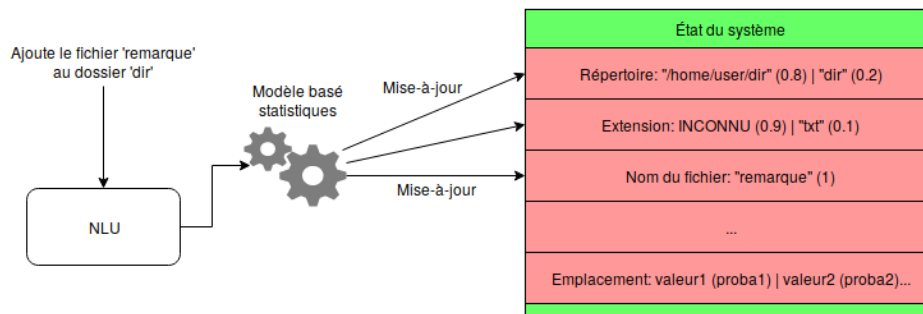 Ajoute le fichier 'remarque'
au dossier 'dir'
NLU
Modèle basé
statistiques
Mise-à-jour
Mise-à-jour
État du système
Répertoire: "/home/user/dir" (0.8) | "dir" (0.2)
Extension: INCONNU (0.9) | "txt" (0.1)
Nom du fichier: "remarque" (1)
...
Emplacement: valeur1 (proba1) | valeur2 (proba2)...